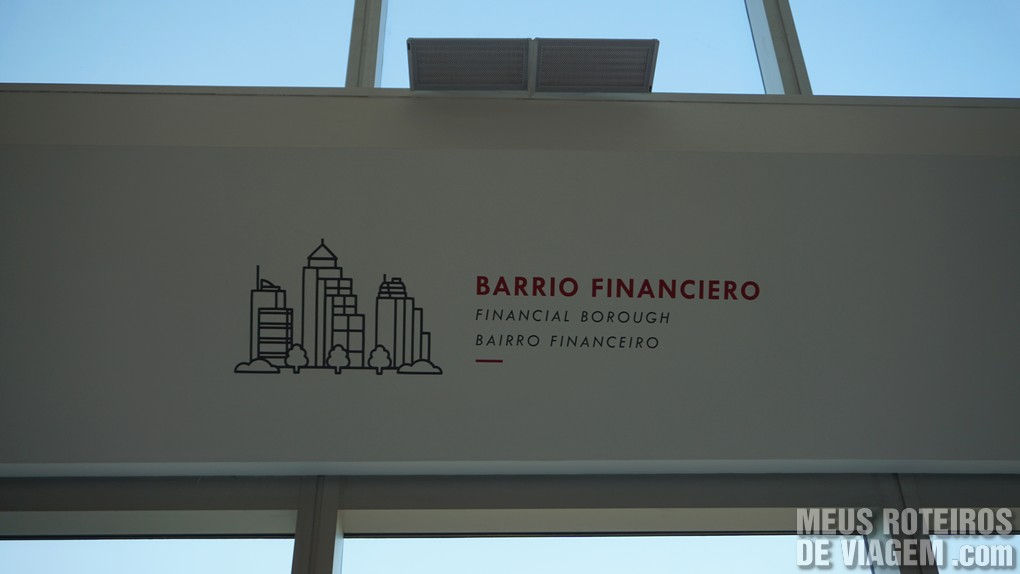 BARRIO FINANCIERO
FINANCIAL BOROUGH
BAIRRO FINANCEIRO
MEUS ROTEIROS
DE VIAGEM .com